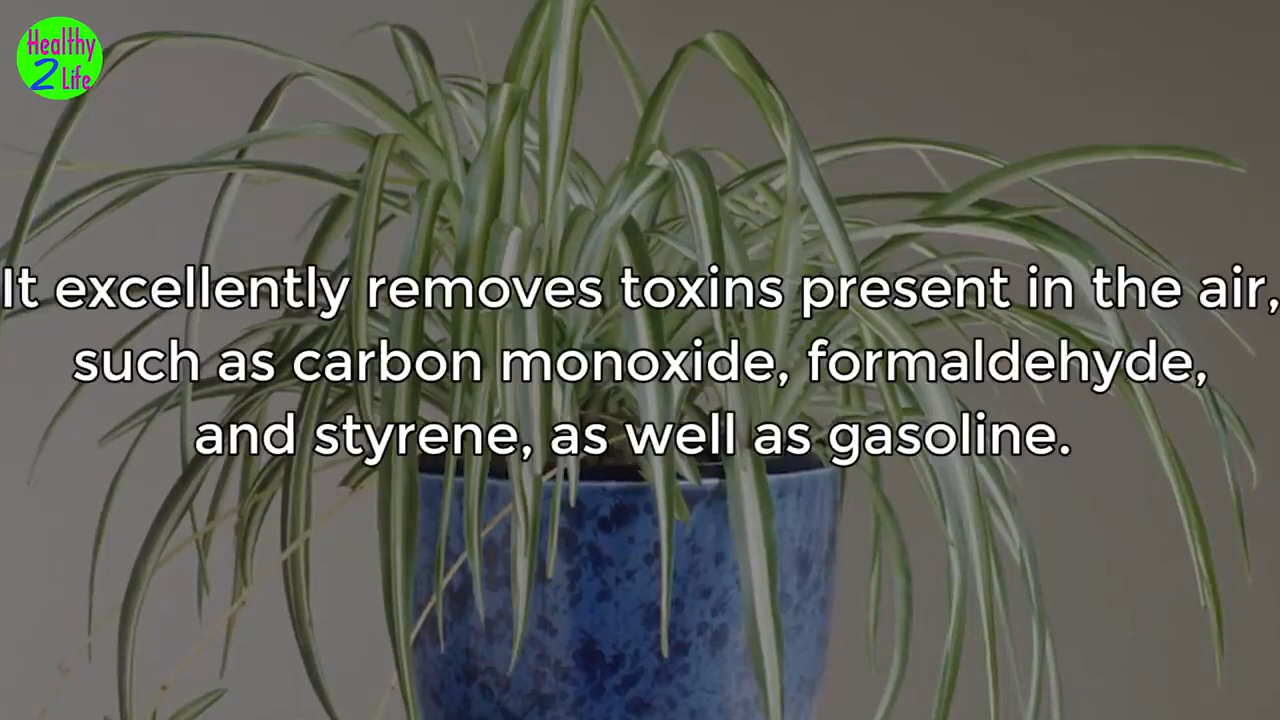 Healthy
2 Life
It excellently removes toxins present in the air,
such as carbon monoxide, formaldehyde,
and styrene, as well as gasoline.